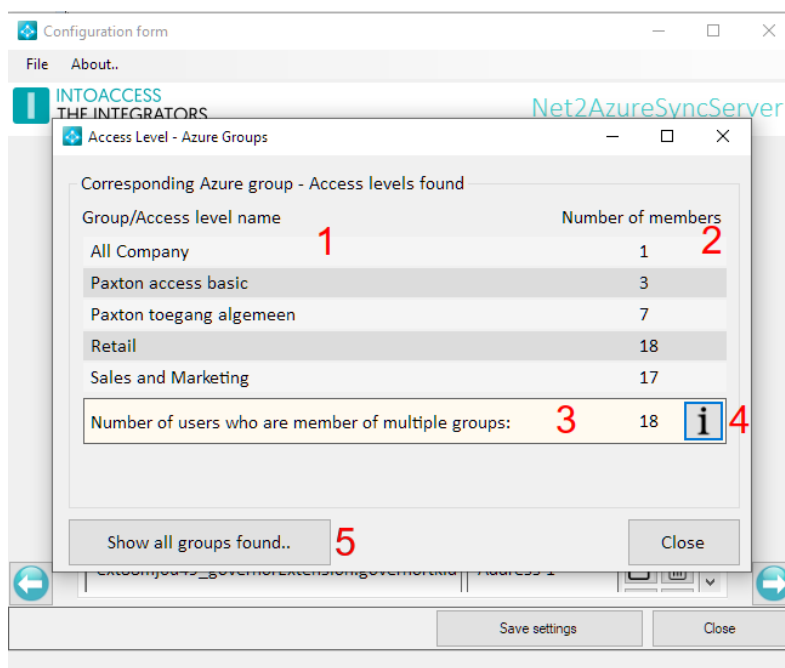 Configuration form
File About..
INTOACCESS
THE INTEGRATORS
Net2AzureSyncServer
Access Level - Azure Groups
Corresponding Azure group - Access levels found
Group/Access level name Number of members
1 2
All Company 1
Paxton access basic 3
Paxton toegang algemeen 7
Retail 18
Sales and Marketing 17
Number of users who are member of multiple groups: 3 18 i 4
Show all groups found.. 5 Close
Address 1
Save settings Close